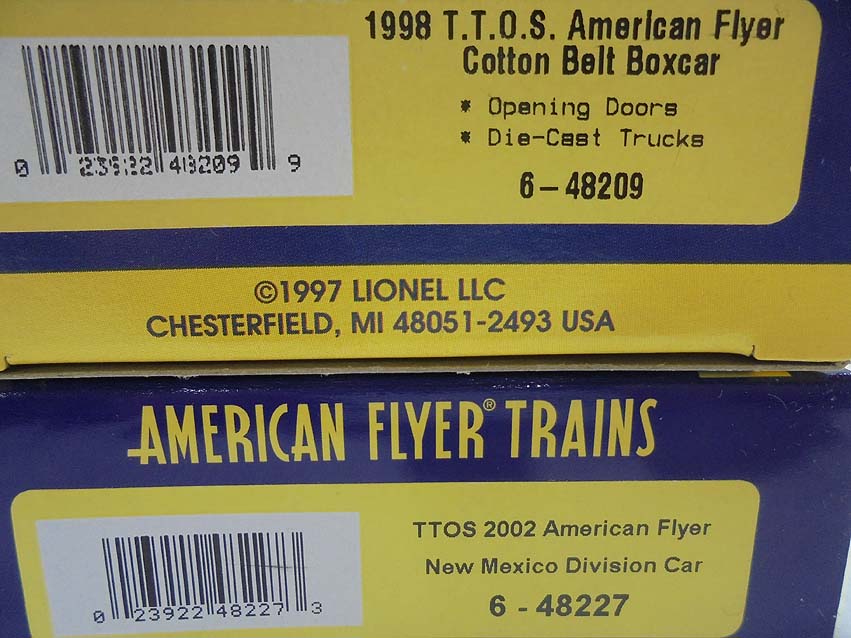 1998 T.T.O.S. American Flyer
Cotton Belt Boxcar
* Opening Doors
* Die-Cast Trucks
6-48209
0 23922 48209 9
©1997 LIONEL LLC
CHESTERFIELD, MI 48051-2493 USA
AMERICAN FLYER® TRAINS
TTOS 2002 American Flyer
New Mexico Division Car
6 - 48227
0 23922 48227 3